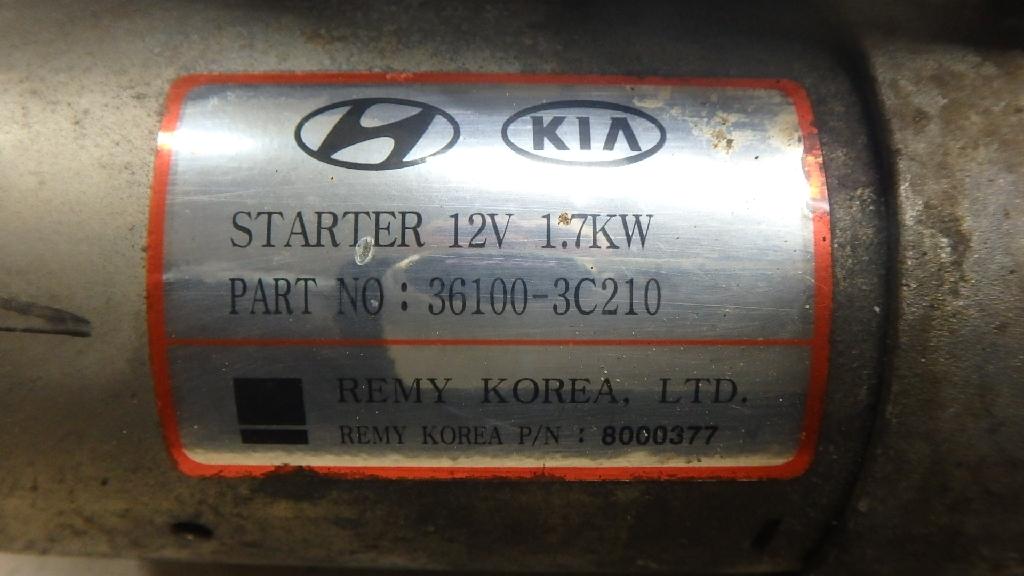 KIA
STARTER 12V 1.7KW
PART NO : 36100-3C210
REMY KOREA, LTD.
REMY KOREA P/N : 8000377